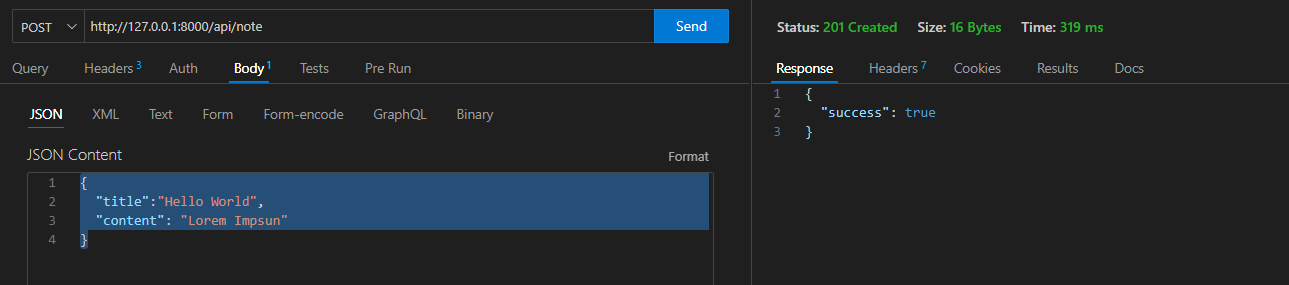 POST http://127.0.0.1:8000/api/note Send
Query Headers 3 Auth Body 1 Tests Pre Run
JSON XML Text Form Form-encode GraphQL Binary
JSON Content Format
1 {
2 "title":"Hello World",
3 "content": "Lorem Impsun"
4 }
Status: 201 Created Size: 16 Bytes Time: 319 ms
Response Headers 7 Cookies Results Docs
1 {
2 "success": true
3 }